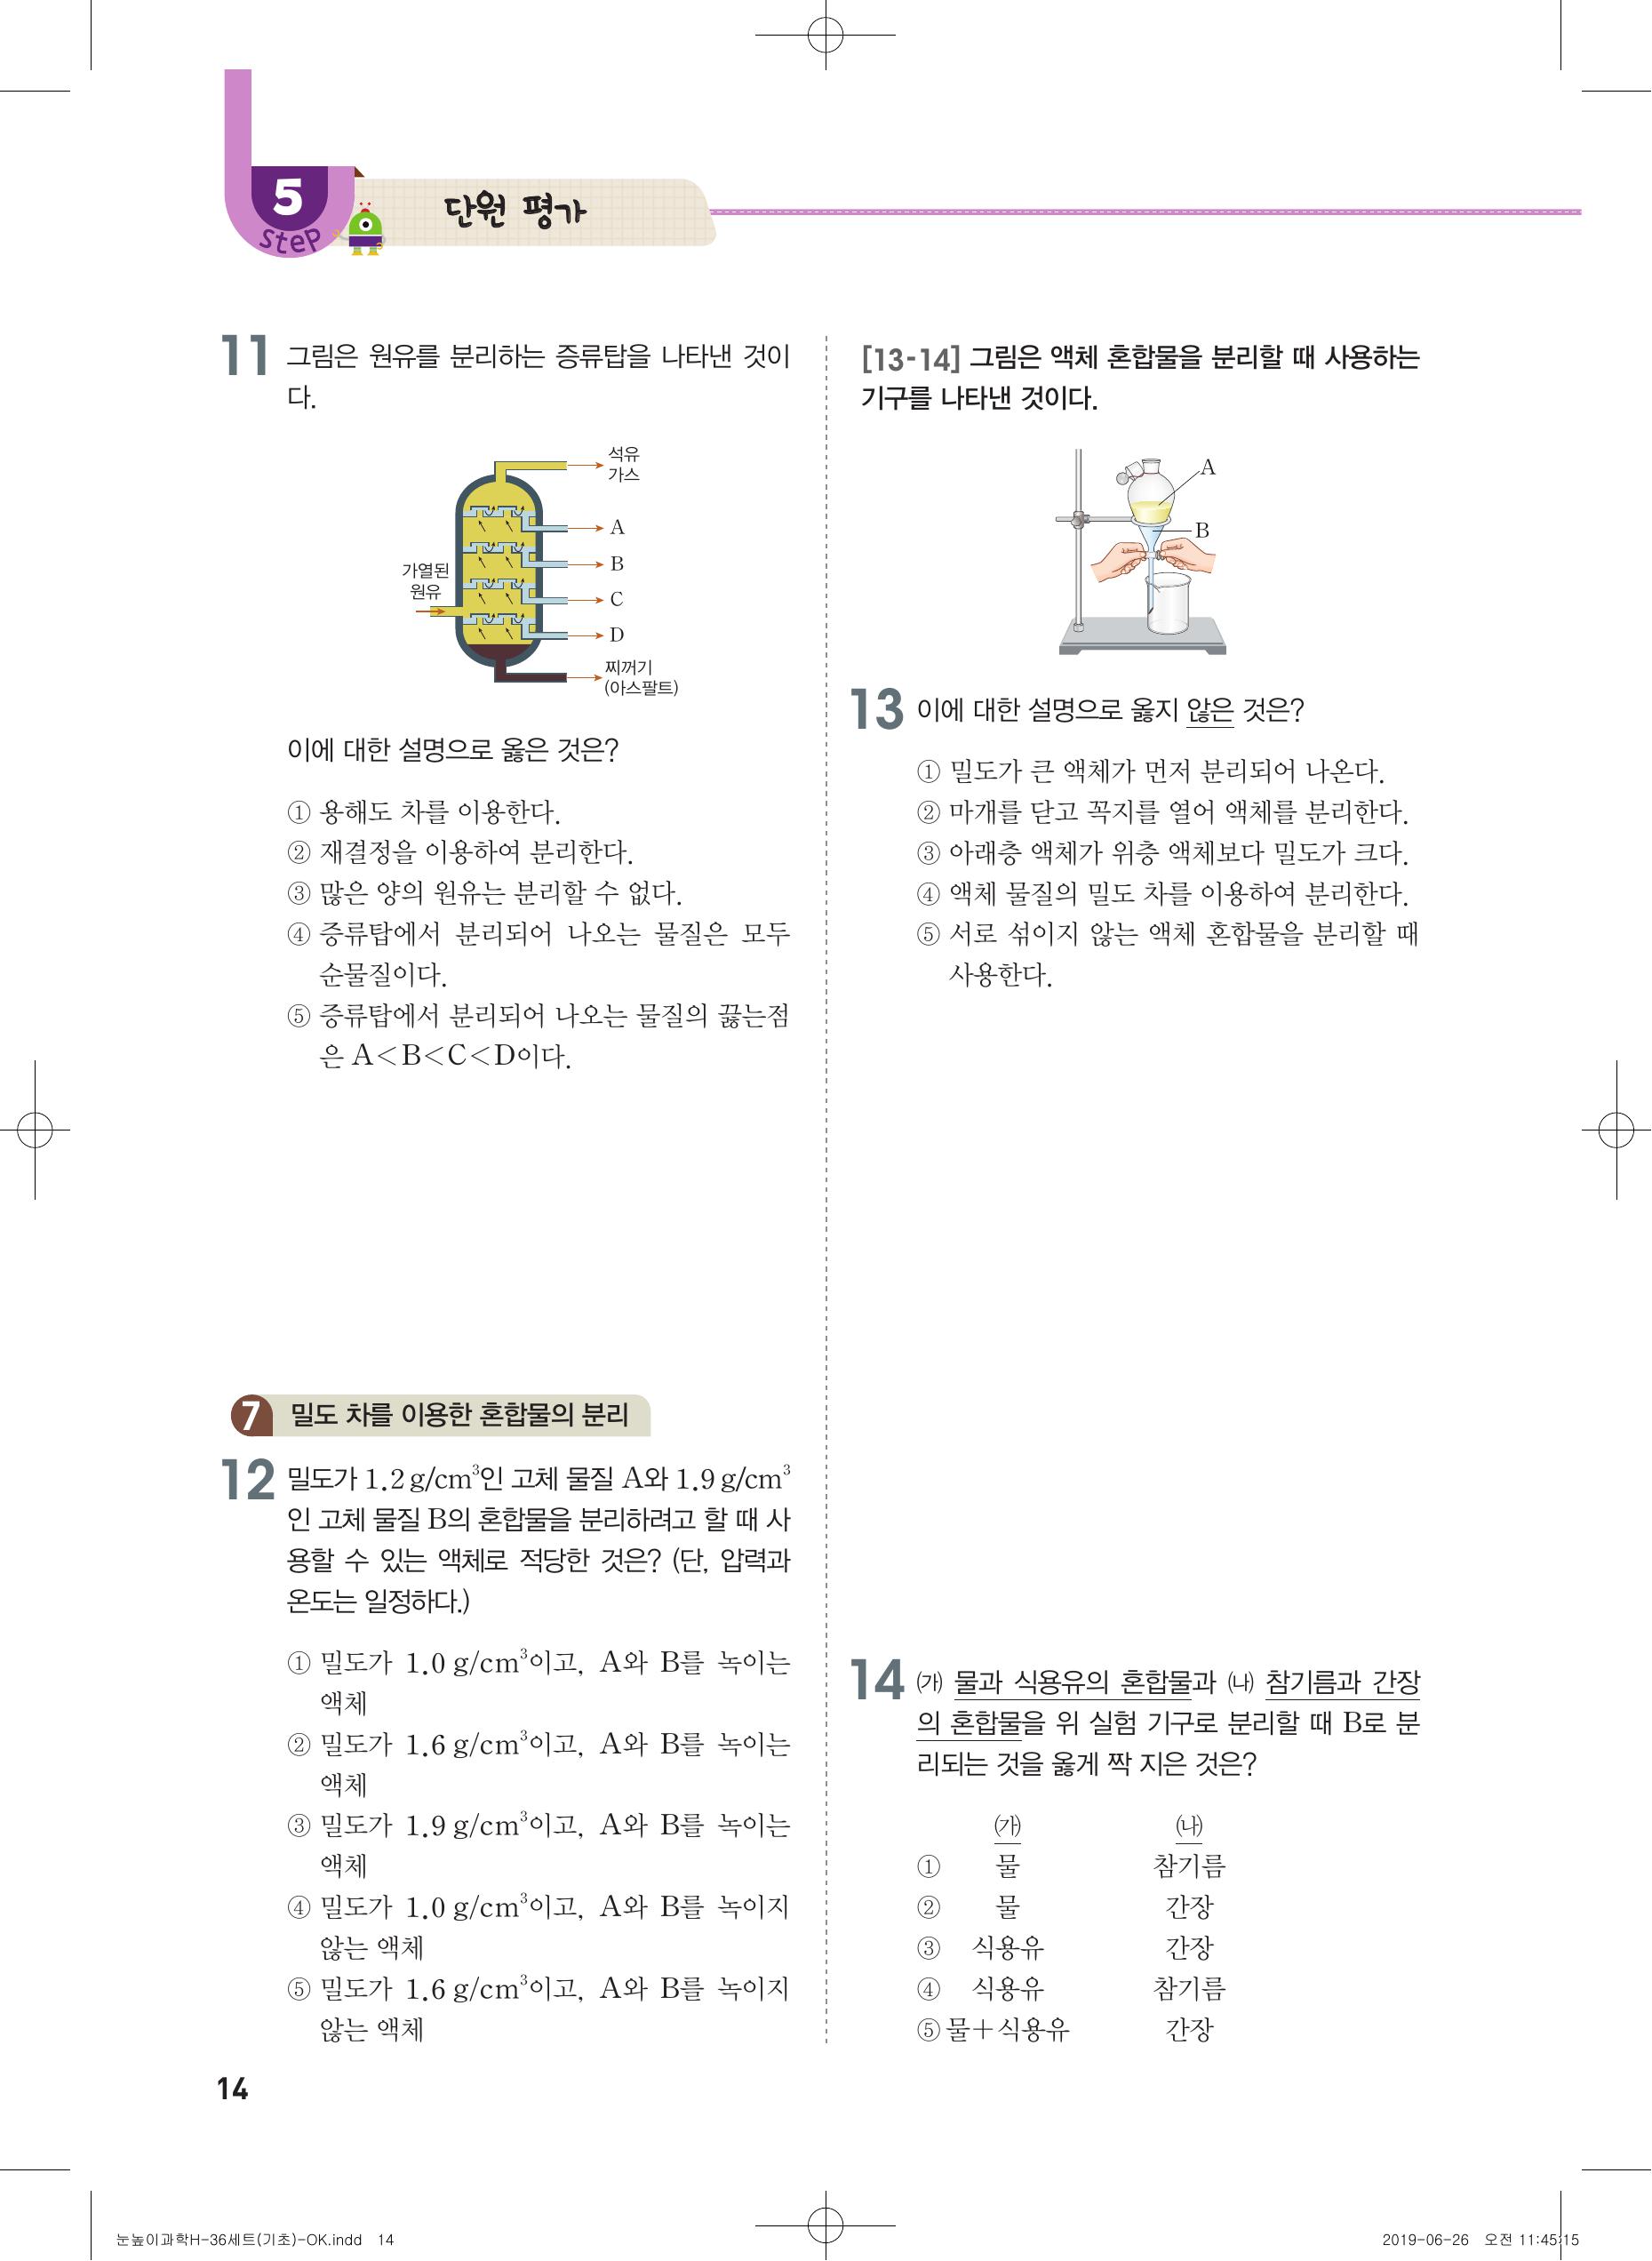 5
step
단원 평가
11 그림은 원유를 분리하는 증류탑을 나타낸 것이
다.
석유
가스
A
B
가열된
원유
C
D
찌꺼기
(아스팔트)
이에 대한 설명으로 옳은 것은?
① 용해도 차를 이용한다.
② 재결정을 이용하여 분리한다.
③ 많은 양의 원유는 분리할 수 없다.
④ 증류탑에서 분리되어 나오는 물질은 모두
순물질이다.
⑤ 증류탑에서 분리되어 나오는 물질의 끓는점
은 A<B<C<D이다.
7 밀도 차를 이용한 혼합물의 분리
12 밀도가 1.2 g/cm³인 고체 물질 A와 1.9 g/cm³
인 고체 물질 B의 혼합물을 분리하려고 할 때 사
용할 수 있는 액체로 적당한 것은? (단, 압력과
온도는 일정하다.)
① 밀도가 1.0 g/cm³이고, A와 B를 녹이는
액체
② 밀도가 1.6 g/cm³이고, A와 B를 녹이는
액체
③ 밀도가 1.9 g/cm³이고, A와 B를 녹이는
액체
④ 밀도가 1.0 g/cm³이고, A와 B를 녹이지
않는 액체
⑤ 밀도가 1.6 g/cm³이고, A와 B를 녹이지
않는 액체
[13-14] 그림은 액체 혼합물을 분리할 때 사용하는
기구를 나타낸 것이다.
A
B
13 이에 대한 설명으로 옳지 않은 것은?
① 밀도가 큰 액체가 먼저 분리되어 나온다.
② 마개를 닫고 꼭지를 열어 액체를 분리한다.
③ 아래층 액체가 위층 액체보다 밀도가 크다.
④ 액체 물질의 밀도 차를 이용하여 분리한다.
⑤ 서로 섞이지 않는 액체 혼합물을 분리할 때
사용한다.
14 ㈎ 물과 식용유의 혼합물과 ㈏ 참기름과 간장
의 혼합물을 위 실험 기구로 분리할 때 B로 분
리되는 것을 옳게 짝 지은 것은?
㈎ ㈏
① 물 참기름
② 물 간장
③ 식용유 간장
④ 식용유 참기름
⑤ 물+식용유 간장
14
눈높이과학H-36세트(기초)-OK.indd 14
2019-06-26 오전 11:45:15